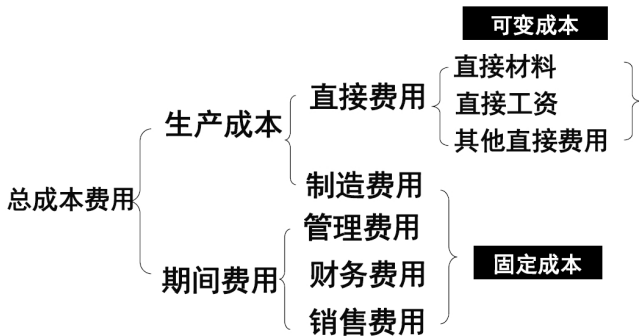 可变成本
直接材料
直接费用
直接工资
生产成本
其他直接费用
制造费用
总成本费用
管理费用
固定成本
期间费用
财务费用
销售费用